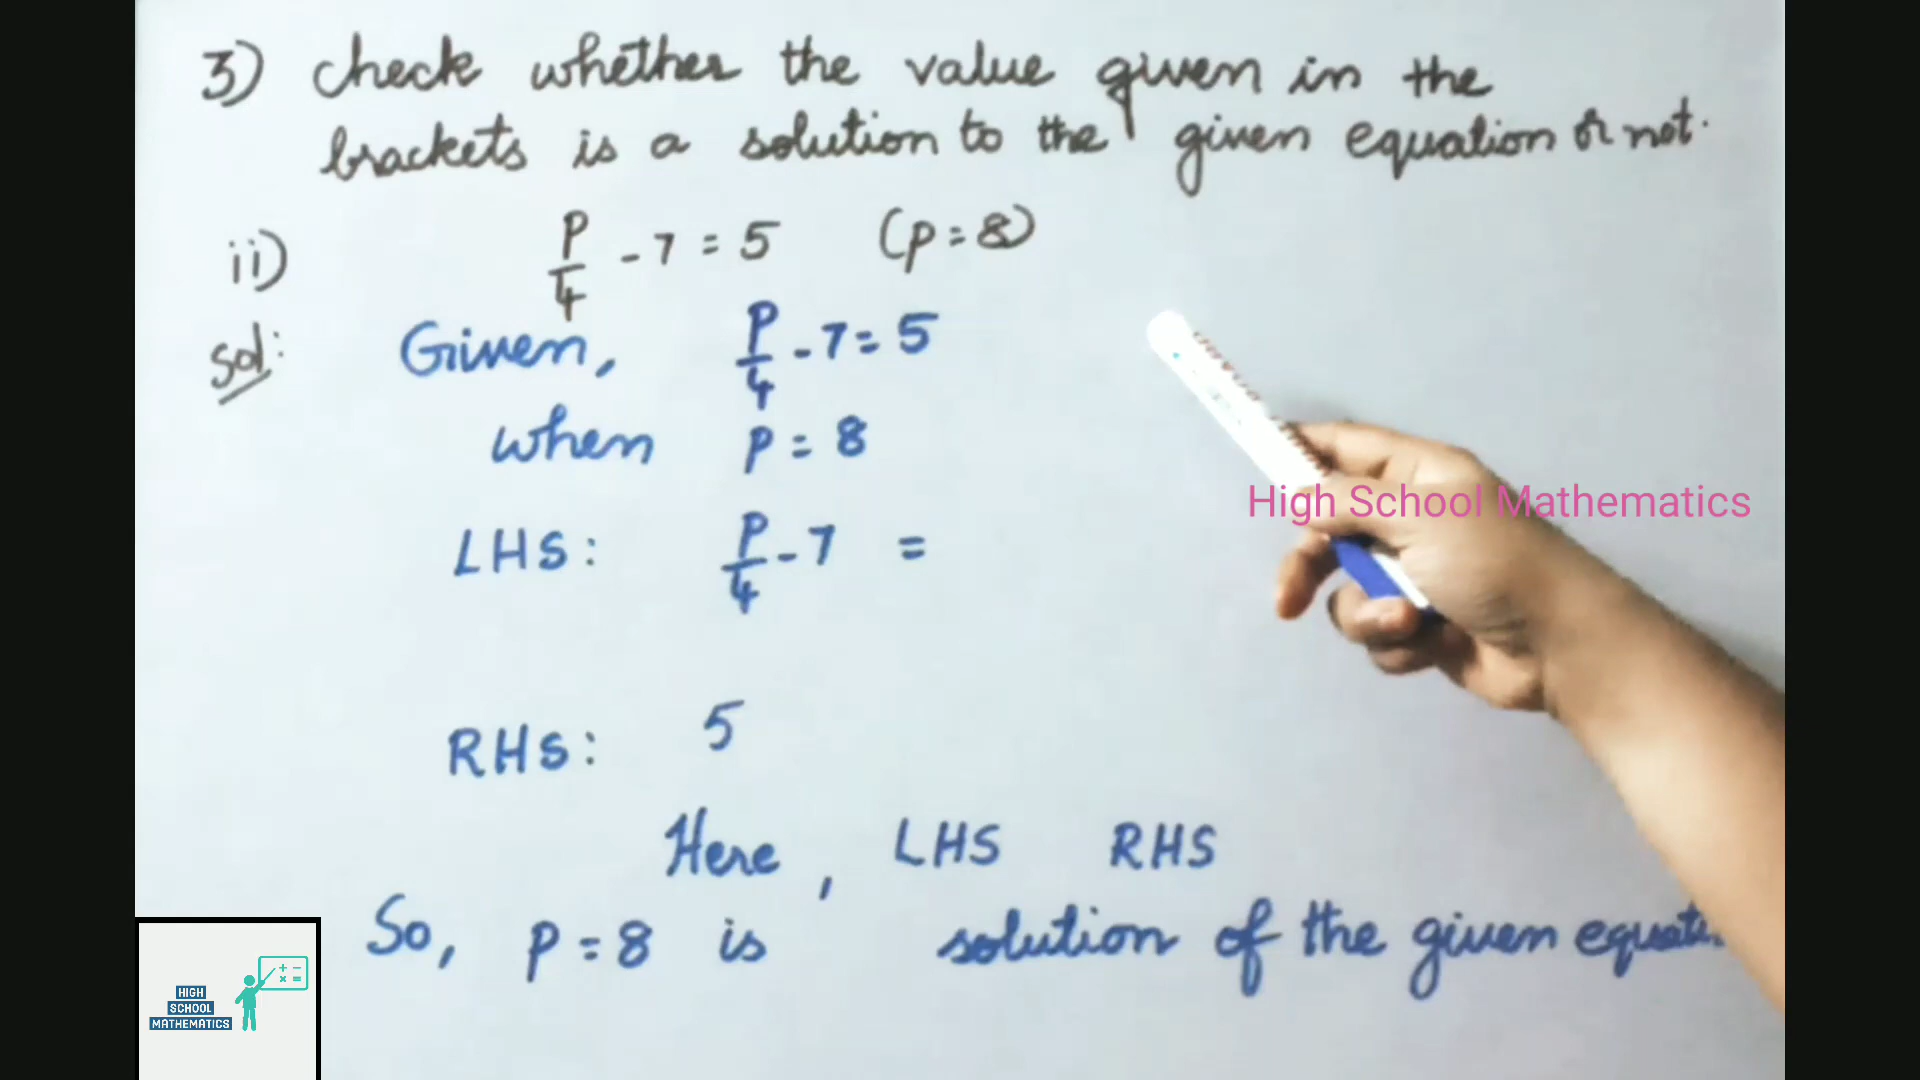 3) Check whether the value given in the
brackets is a solution to the given equation or not.
ii) p/4 - 7 = 5 (p = 8)
Sol: Given, p/4 - 7 = 5
when p = 8
LHS: p/4 - 7 =
High School Mathematics
RHS: 5
Here, LHS RHS
So, p = 8 is solution of the given equati
HIGH
SCHOOL
MATHEMATICS